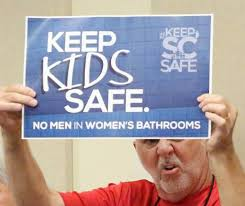 KEEP
KIDS
SAFE.
#KEEP
SC
SAFE
NO MEN IN WOMEN'S BATHROOMS